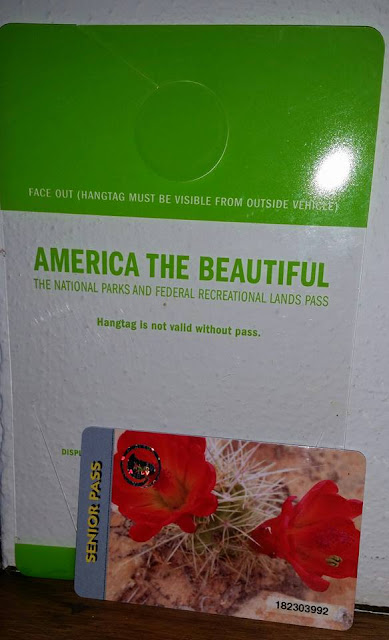 FACE OUT (HANGTAG MUST BE VISIBLE FROM OUTSIDE VEHICLE)
AMERICA THE BEAUTIFUL
THE NATIONAL PARKS AND FEDERAL RECREATIONAL LANDS PASS
Hangtag is not valid without pass.
DISPL
SENIOR PASS
182303992